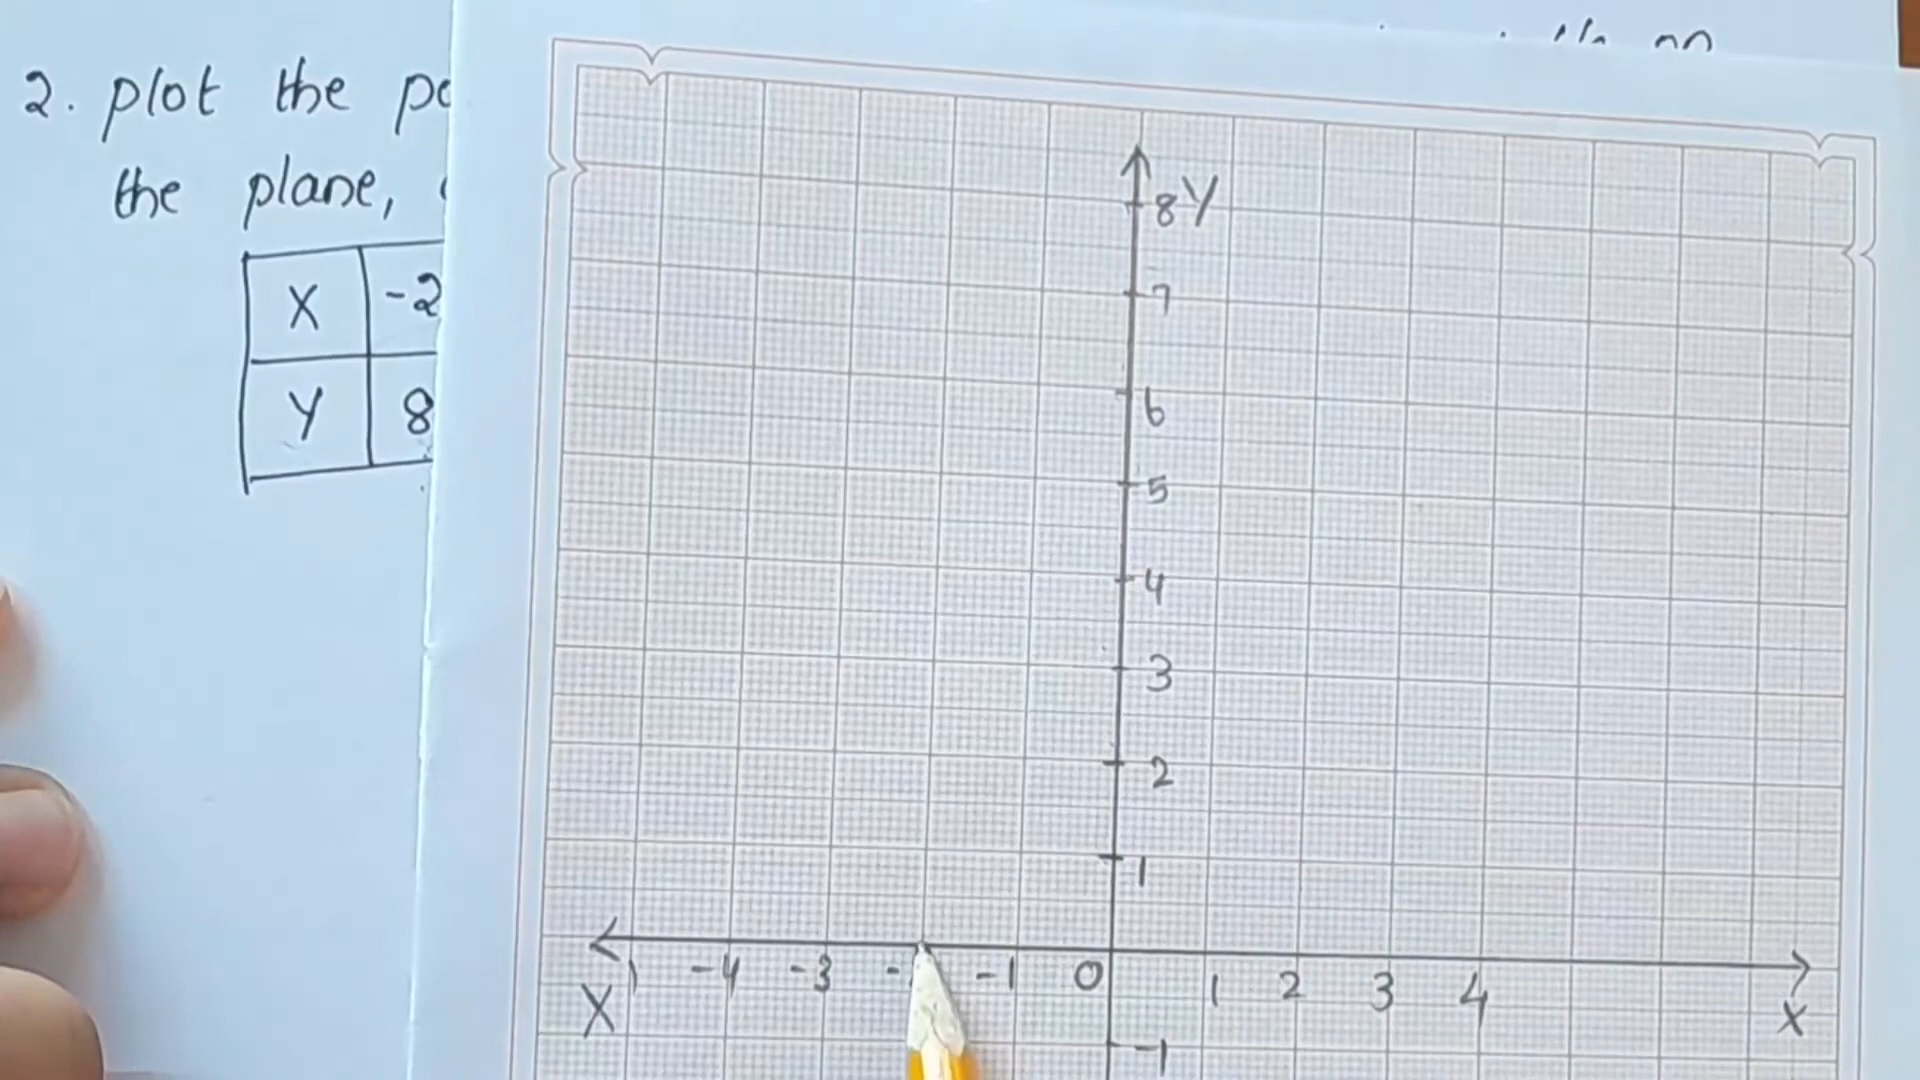 2. plot the
the plane,
X -2
Y 8
8 Y
7
6
5
4
3
2
1
-4 -3 -1 0 1 2 3 4
X X
-1